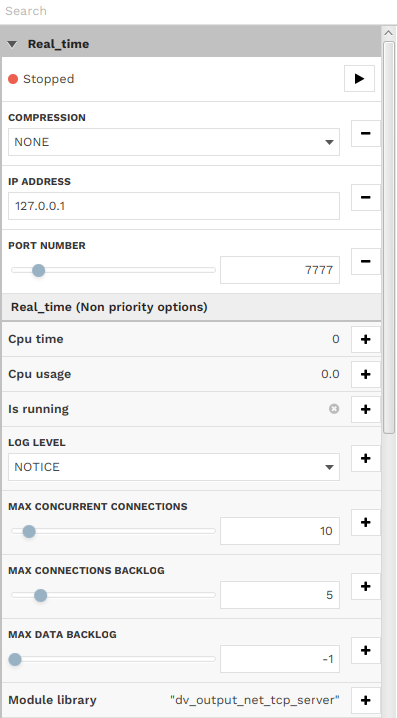 Search
Real_time
Stopped
COMPRESSION
NONE
IP ADDRESS
127.0.0.1
PORT NUMBER
7777
Real_time (Non priority options)
Cpu time 0
Cpu usage 0.0
Is running
LOG LEVEL
NOTICE
MAX CONCURRENT CONNECTIONS
10
MAX CONNECTIONS BACKLOG
5
MAX DATA BACKLOG
-1
Module library "dv_output_net_tcp_server"